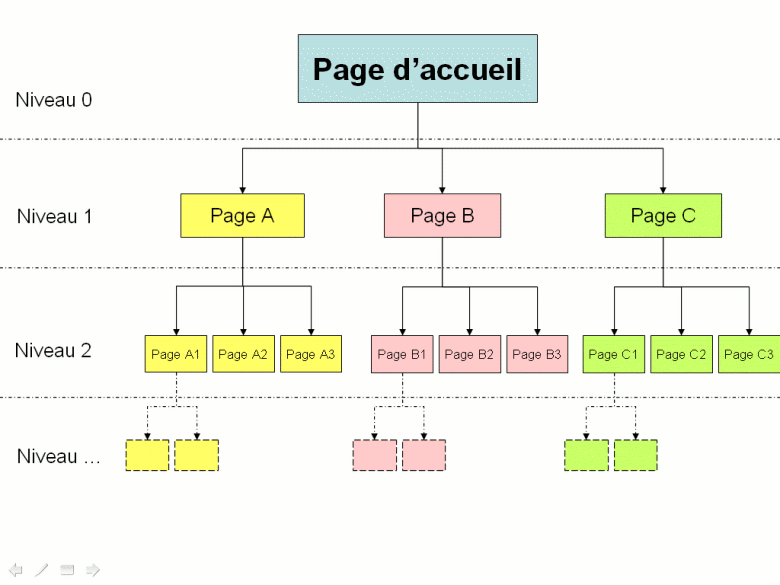 Page d’accueil
Niveau 0
Niveau 1
Page A
Page B
Page C
Niveau 2
Page A1
Page A2
Page A3
Page B1
Page B2
Page B3
Page C1
Page C2
Page C3
Niveau ...